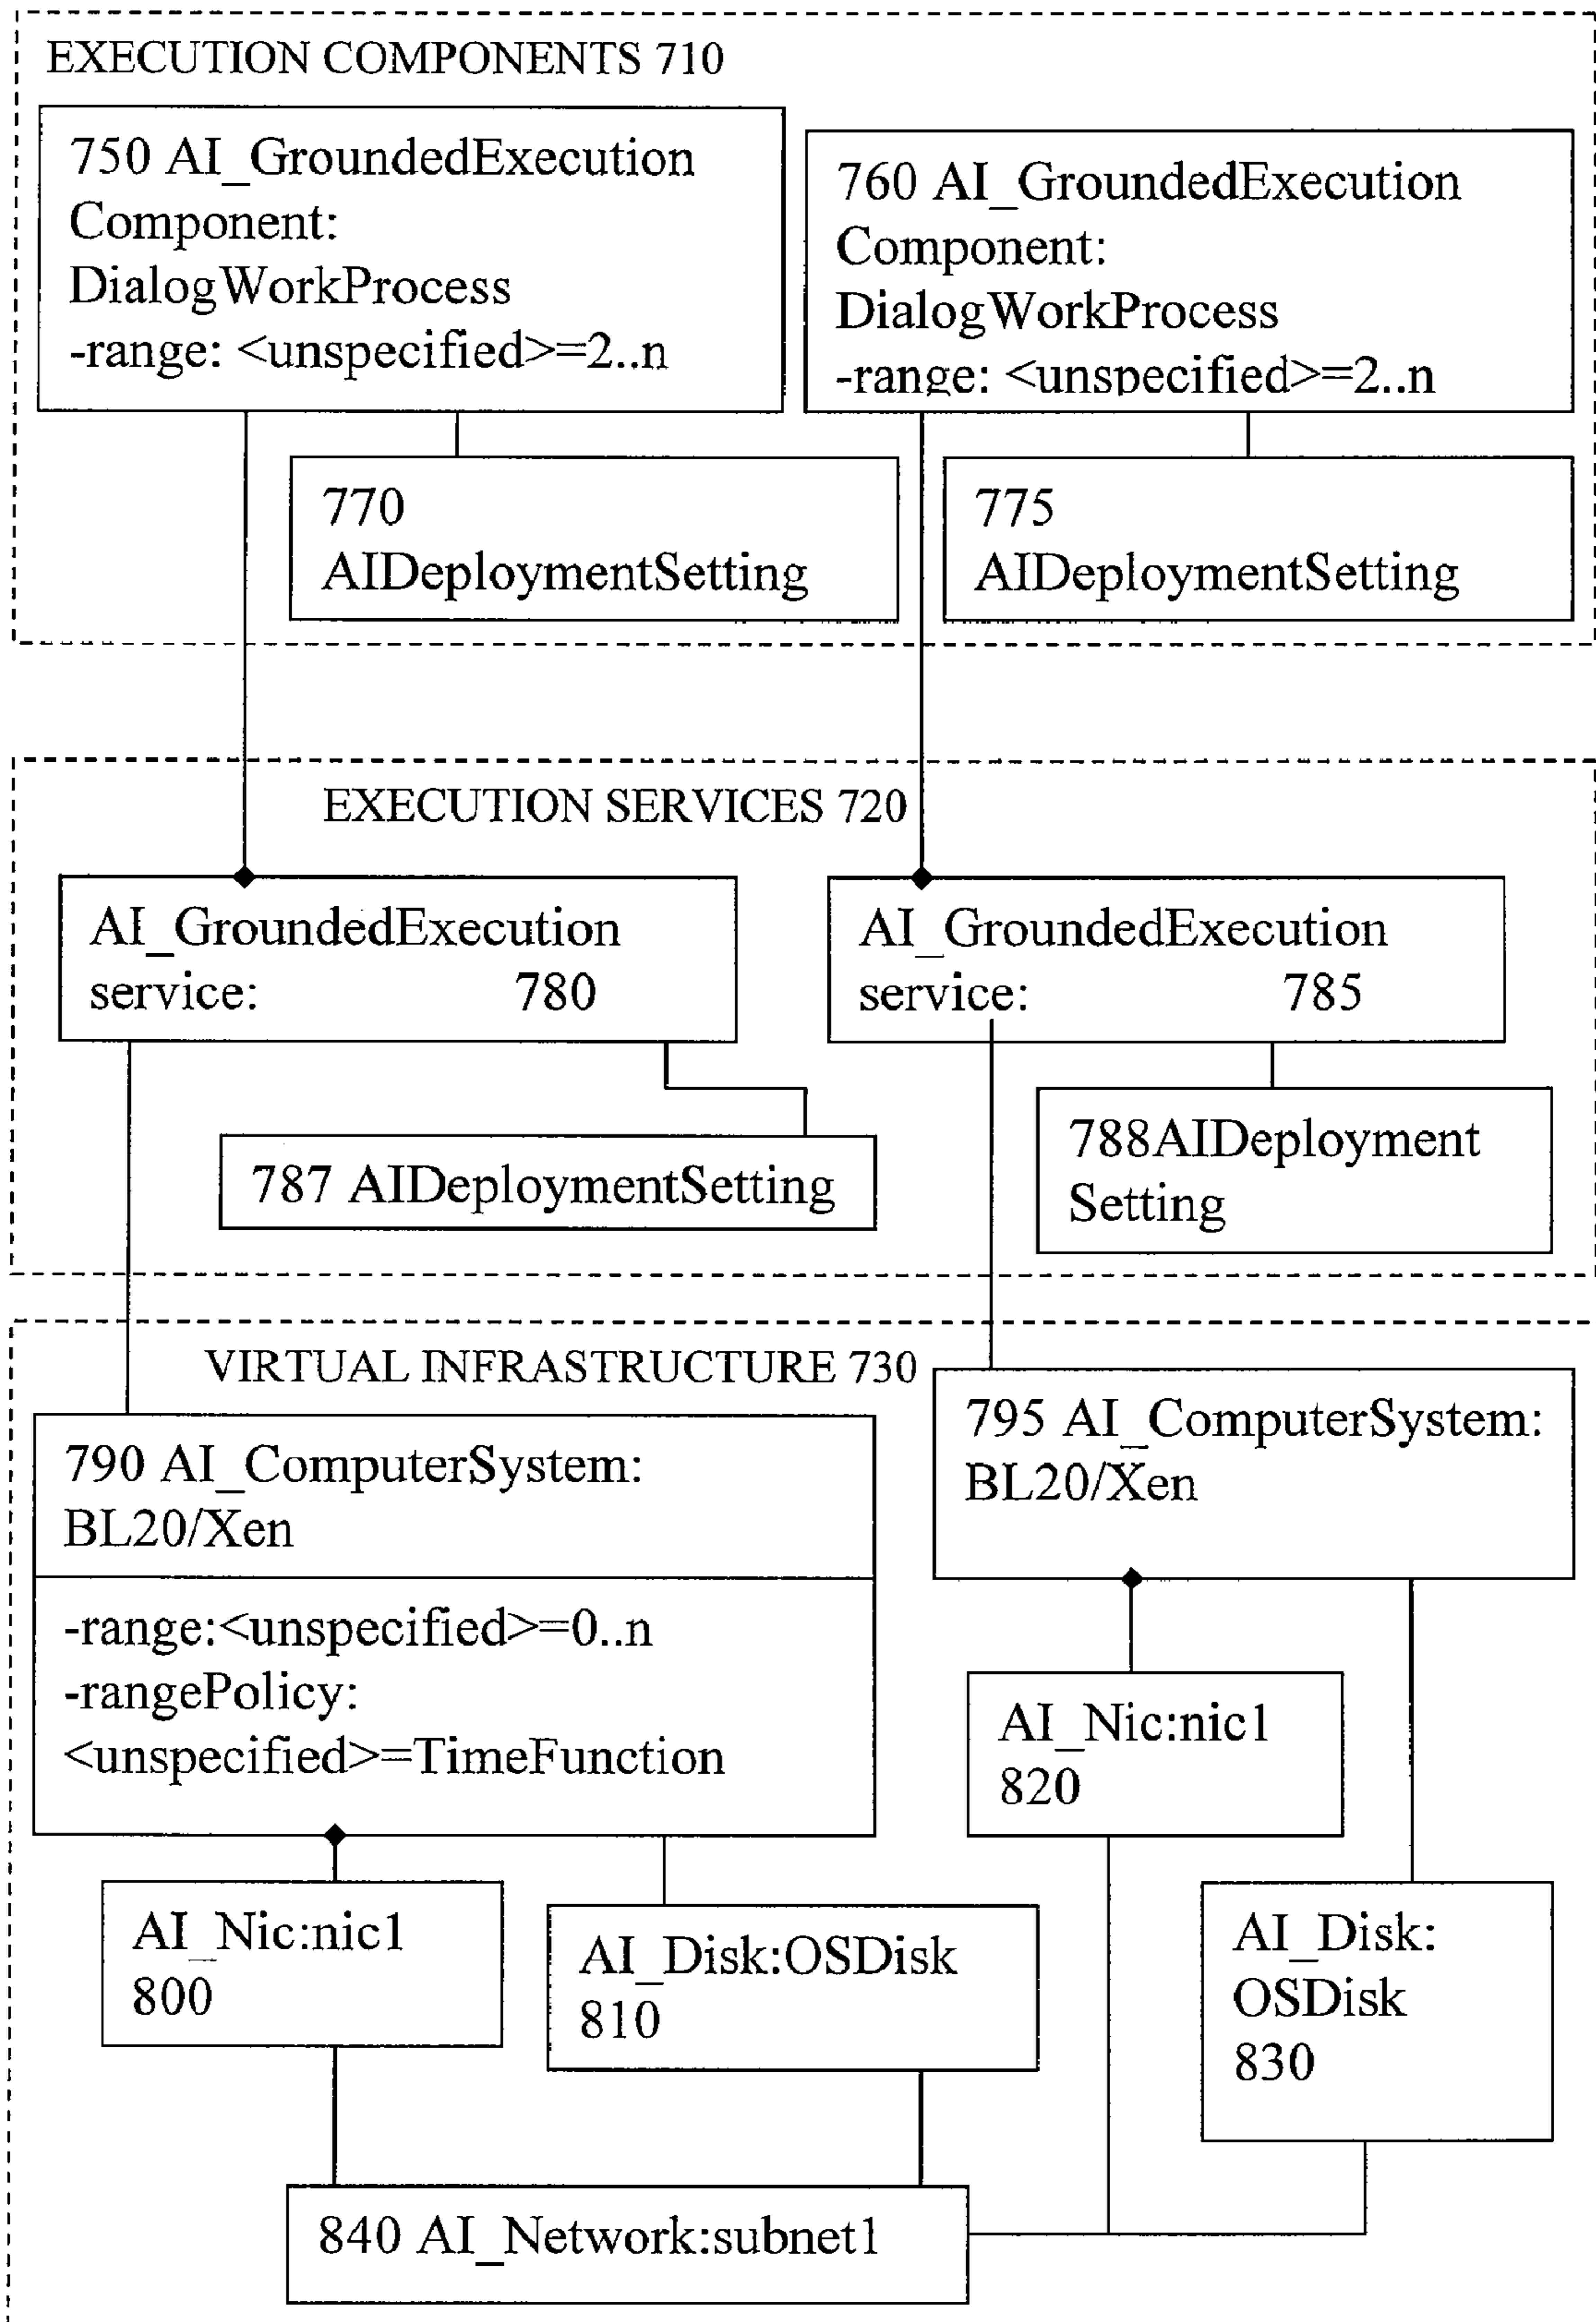 EXECUTION COMPONENTS 710
750 AI_GroundedExecution
Component:
DialogWorkProcess
-range: <unspecified>=2..n
760 AI_GroundedExecution
Component:
DialogWorkProcess
-range: <unspecified>=2..n
770
AIDeploymentSetting
775
AIDeploymentSetting
EXECUTION SERVICES 720
AI_GroundedExecution
service: 780
AI_GroundedExecution
service: 785
787 AIDeploymentSetting
788AIDeployment
Setting
VIRTUAL INFRASTRUCTURE 730
790 AI_ComputerSystem:
BL20/Xen
-range:<unspecified>=0..n
-rangePolicy:
<unspecified>=TimeFunction
795 AI_ComputerSystem:
BL20/Xen
AI_Nic:nic1
820
AI_Nic:nic1
800
AI_Disk:OSDisk
810
AI_Disk:
OSDisk
830
840 AI_Network:subnet1